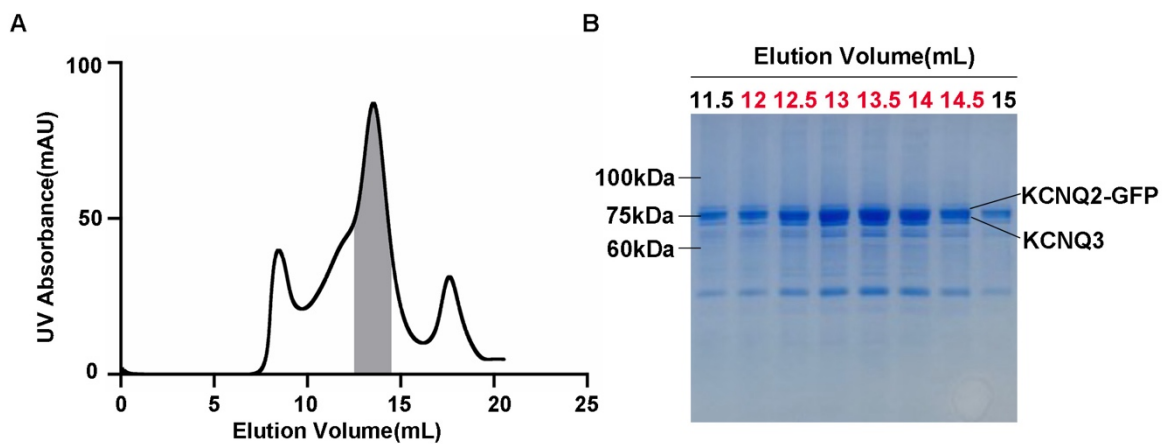 A
UV Absorbance(mAU)
100
50
0
0 5 10 15 20 25
Elution Volume(mL)
B
Elution Volume(mL)
11.5 12 12.5 13 13.5 14 14.5 15
100kDa
75kDa
60kDa
KCNQ2-GFP
KCNQ3